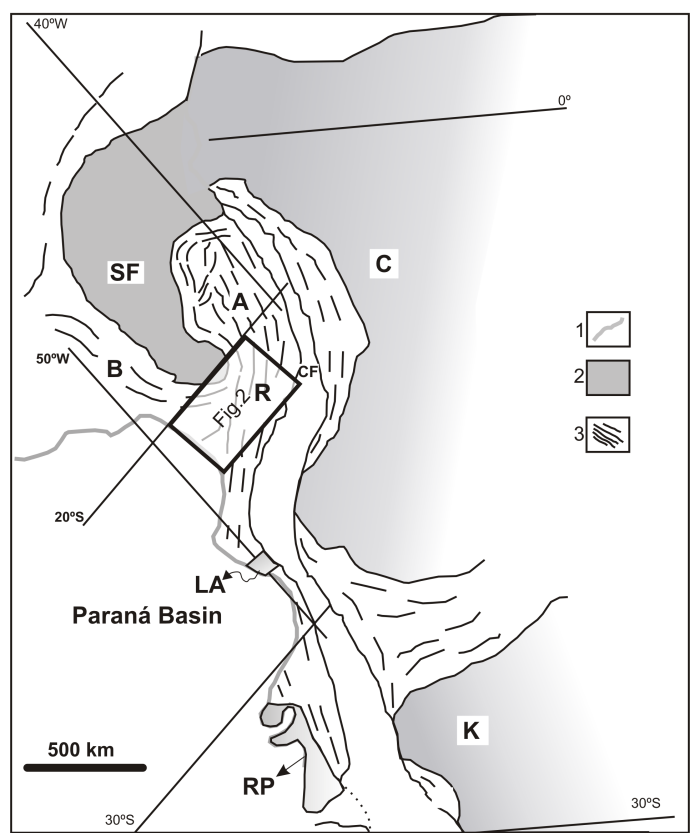 40ºW
0º
SF
C
A
1
50ºW
B
CF
R
2
Fig.2
3
20ºS
LA
Paraná Basin
K
500 km
RP
30ºS
30ºS